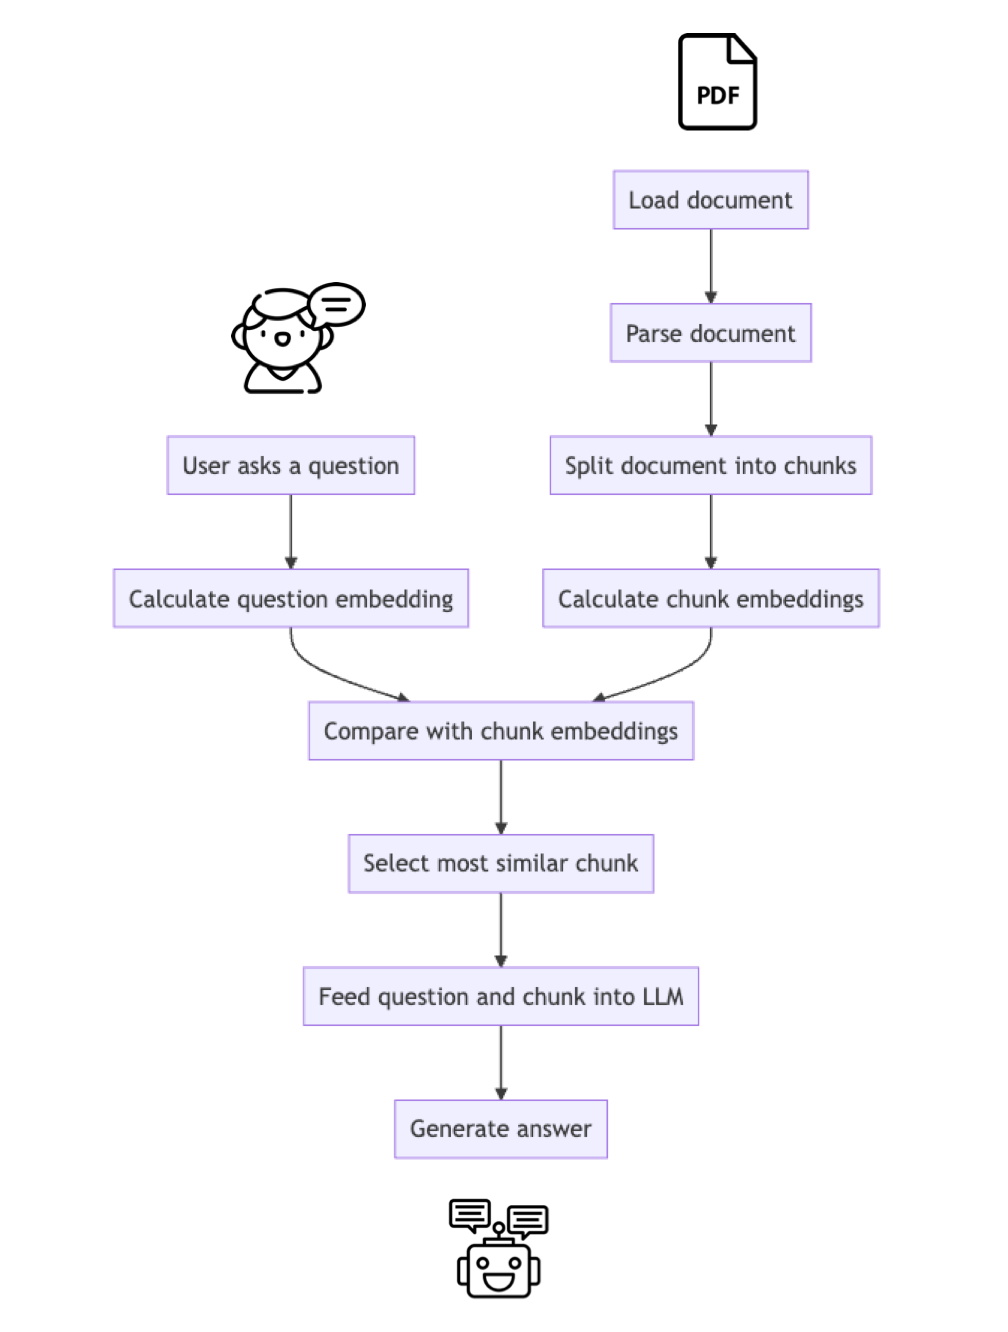 PDF
Load document
Parse document
User asks a question
Split document into chunks
Calculate question embedding
Calculate chunk embeddings
Compare with chunk embeddings
Select most similar chunk
Feed question and chunk into LLM
Generate answer